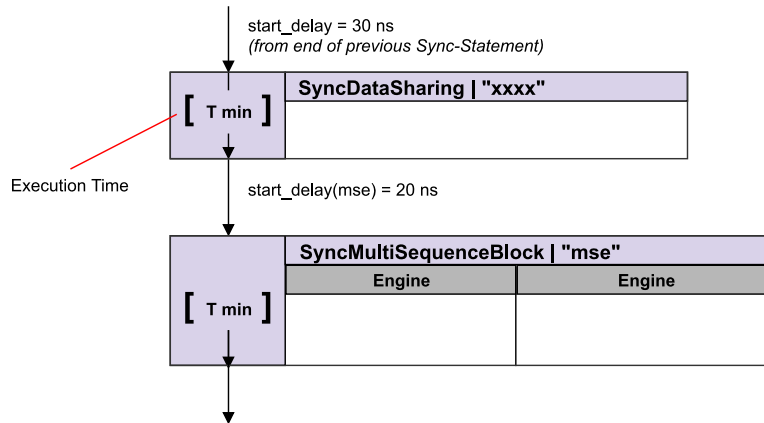 start_delay = 30 ns
(from end of previous Sync-Statement)
SyncDataSharing | "xxxx"
[ T min ]
Execution Time
start_delay(mse) = 20 ns
SyncMultiSequenceBlock | "mse"
Engine Engine
[ T min ]